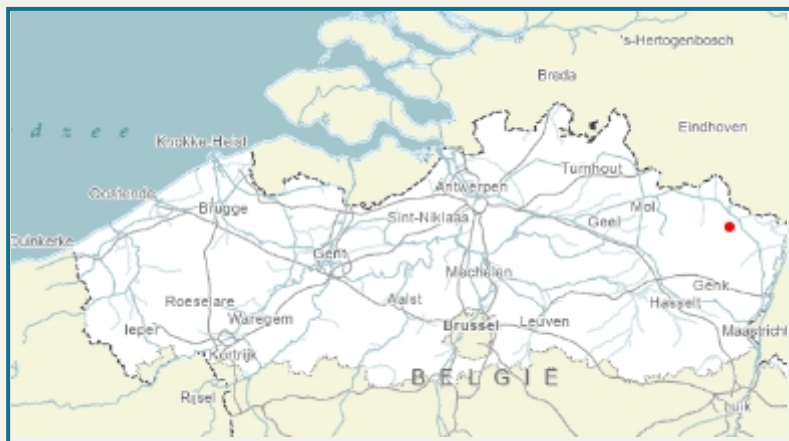 's-Hertogenbosch
Breda
d z e e
Eindhoven
Knokke-Heist
Turnhout
Antwerpen
Oostende
Mol
Brugge
Sint-Niklaas
Geel
Duinkerke
Gent
Mechelen
Genk
Roeselare
Aalst
Hasselt
Ieper
Waregem
Brussel
Leuven
Maastricht
Kortrijk
BELGIË
Rijsel
Luik